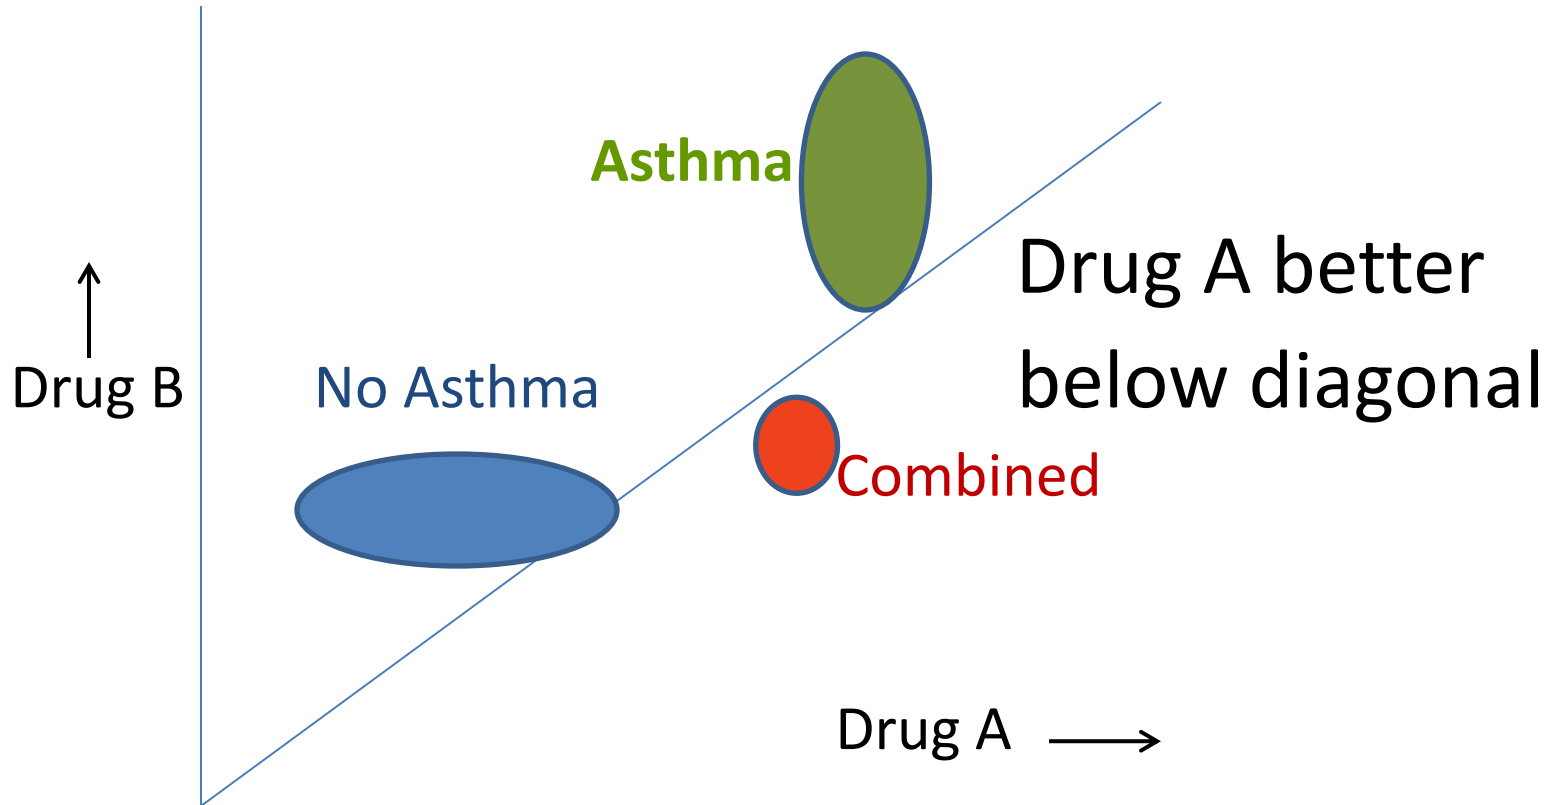 Asthma
Drug A better
below diagonal
Drug B
No Asthma
Combined
Drug A